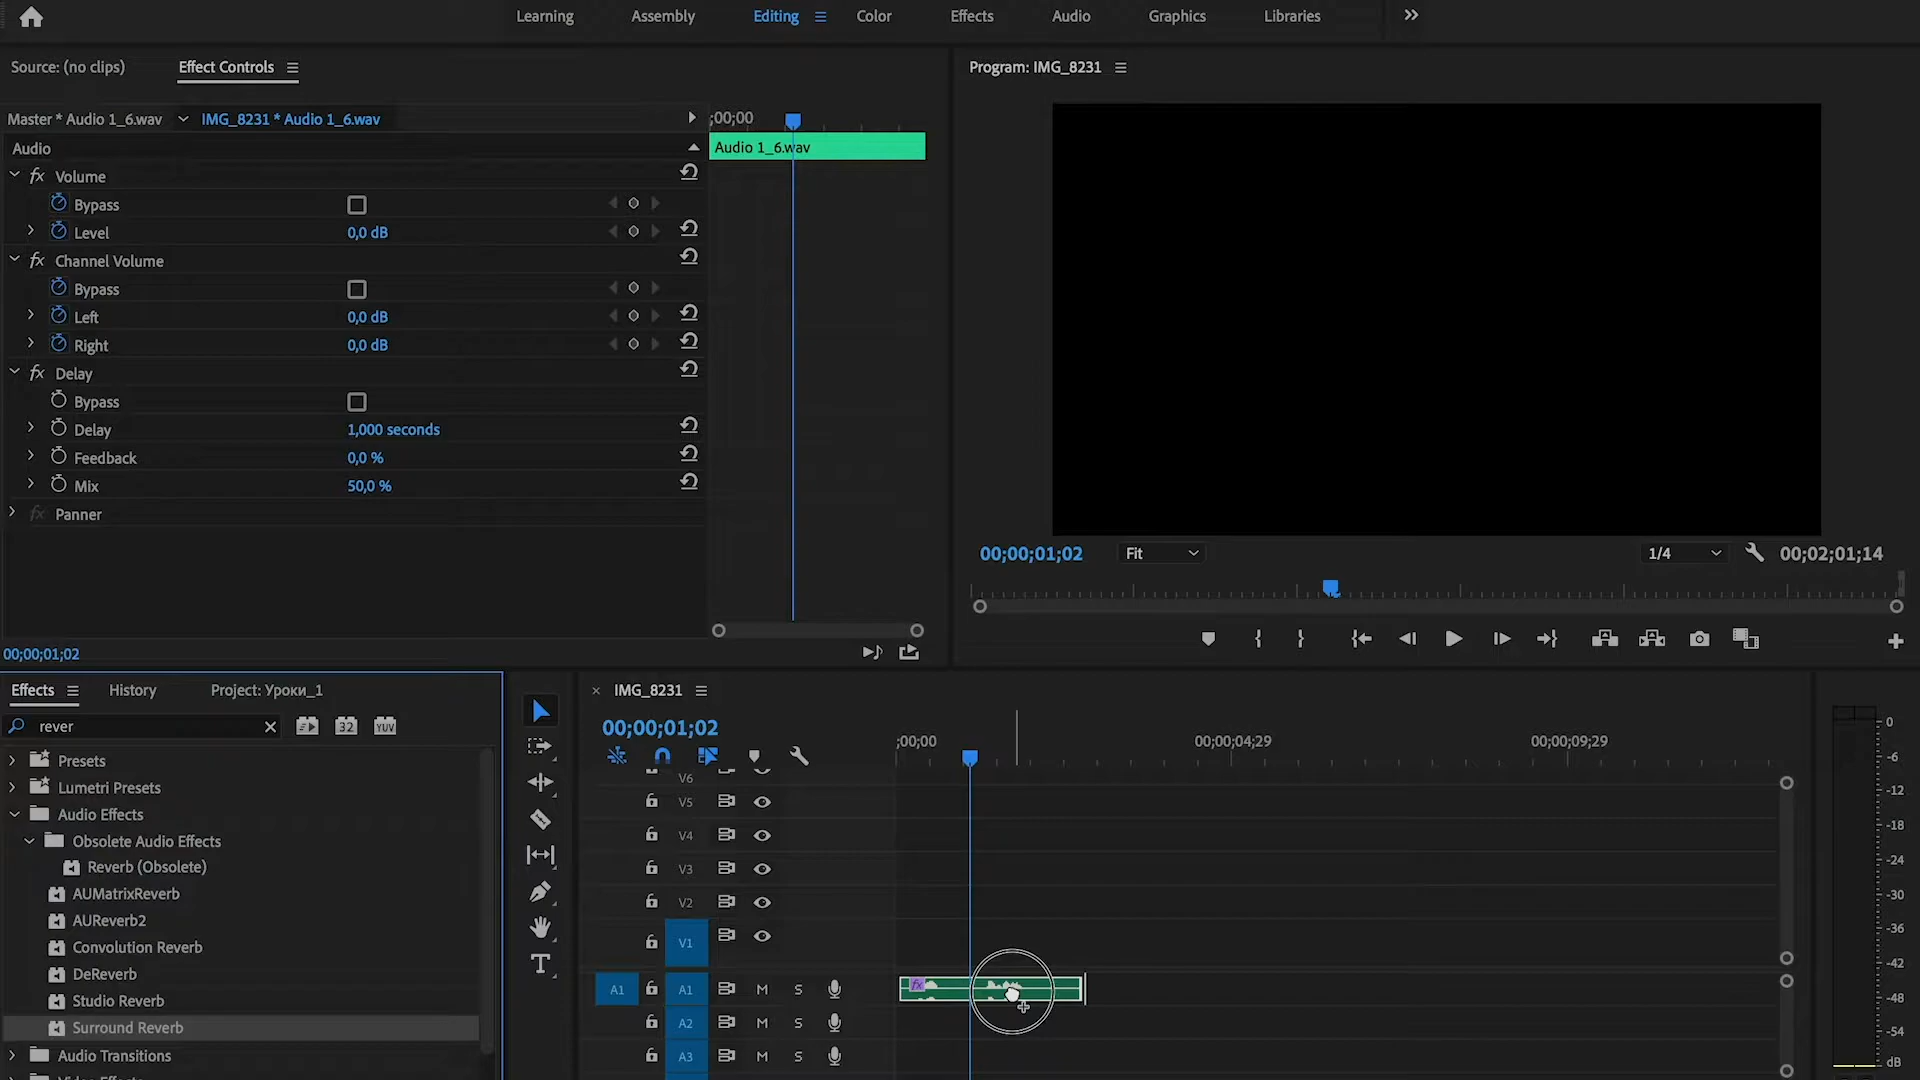 Learning Assembly Editing Color Effects Audio Graphics Libraries
Source: (no clips) Effect Controls
Program: IMG_8231
Master * Audio 1_6.wav IMG_8231 * Audio 1_6.wav
;00;00
Audio
Audio 1_6.wav
fx Volume
Bypass
Level 0,0 dB
fx Channel Volume
Bypass
Left 0,0 dB
Right 0,0 dB
fx Delay
Bypass
Delay 1,000 seconds
Feedback 0,0 %
Mix 50,0 %
fx Panner
00;00;01;02
00;00;01;02 Fit 1/4 00;02;01;14
Effects History Project: Уроки_1
rever 32 YUV
Presets
Lumetri Presets
Audio Effects
Obsolete Audio Effects
Reverb (Obsolete)
AUMatrixReverb
AUReverb2
Convolution Reverb
DeReverb
Studio Reverb
Surround Reverb
Audio Transitions
IMG_8231
00;00;01;02
;00;00 00;00;04;29 00;00;09;29
V6
V5
V4
V3
V2
V1
A1 A1 M S fx
A2 M S
A3 M S
0
-6
-12
-18
-24
-30
-36
-42
-48
-54
dB